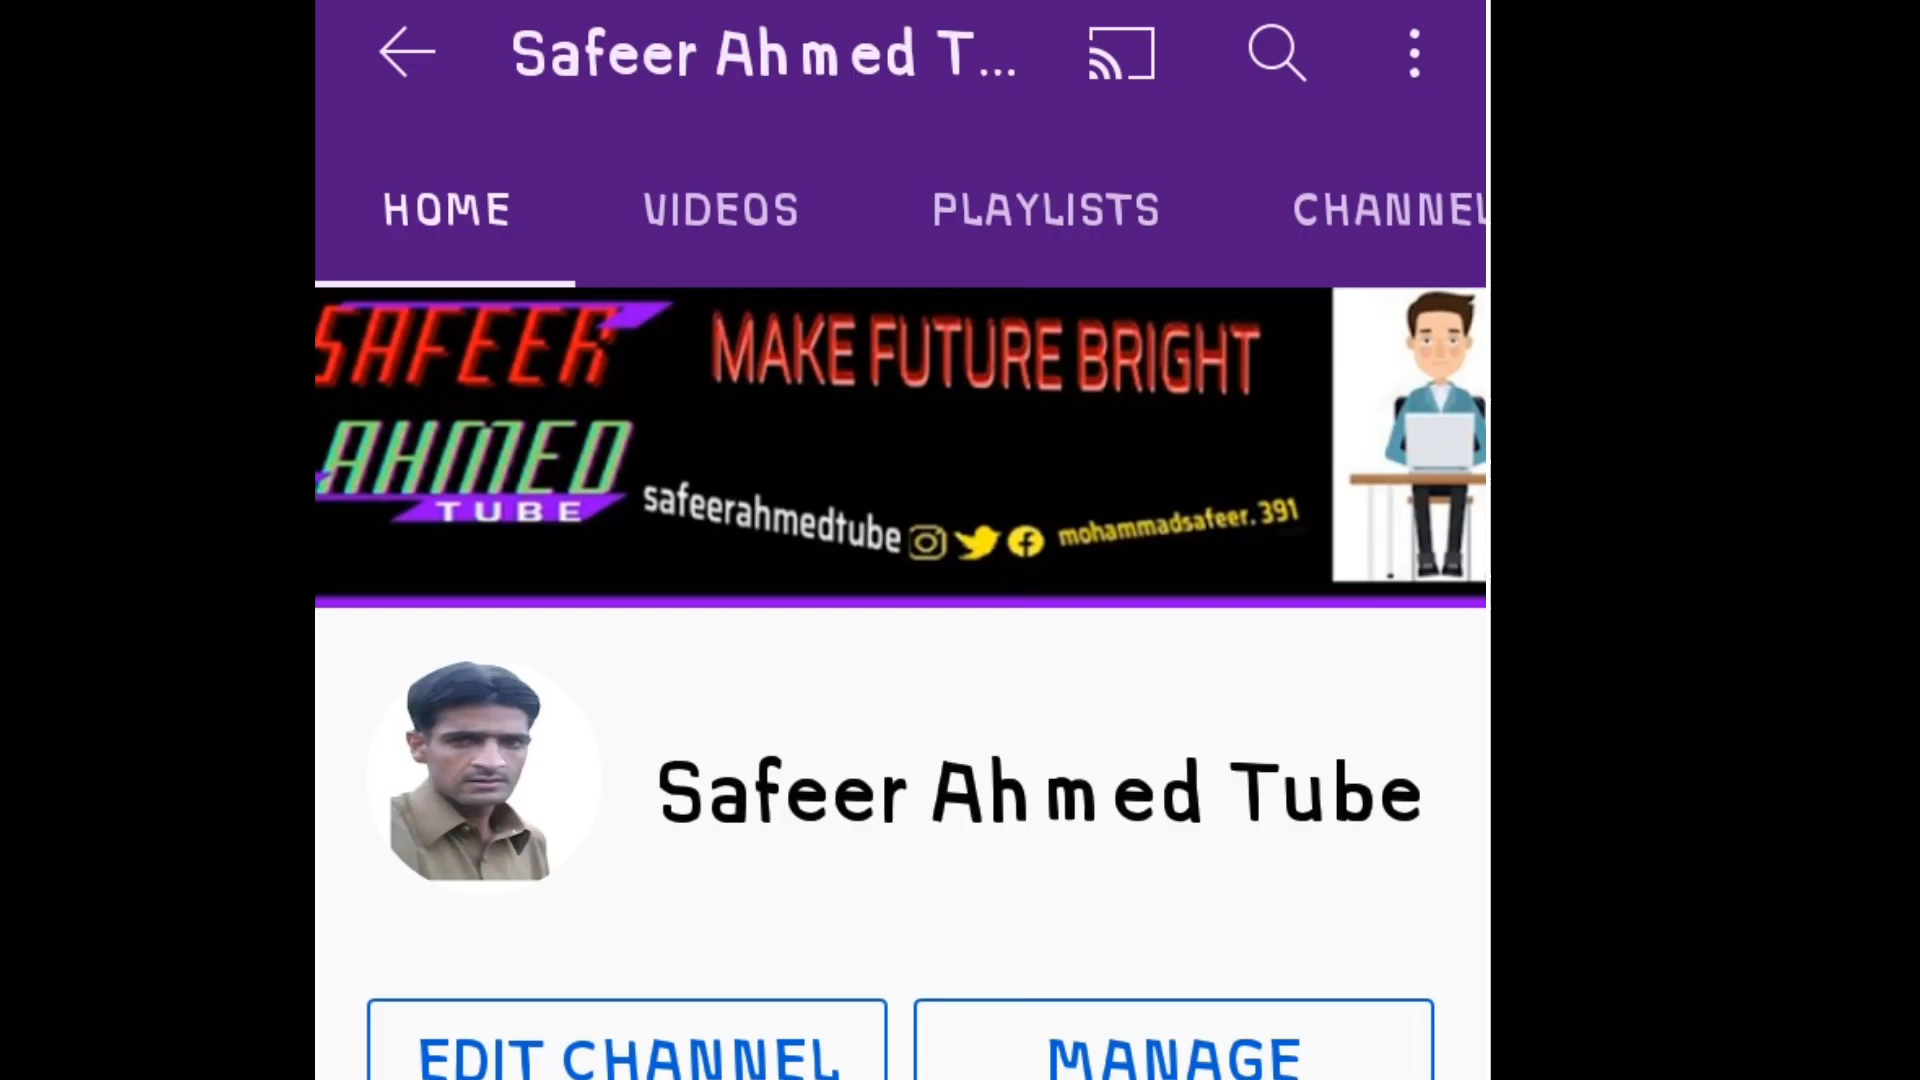 Safeer Ahmed T...
HOME VIDEOS PLAYLISTS CHANNEL
SAFEER
AHMED
TUBE
MAKE FUTURE BRIGHT
safeerahmedtube mohammadsafeer.391
Safeer Ahmed Tube
EDIT CHANNEL MANAGE